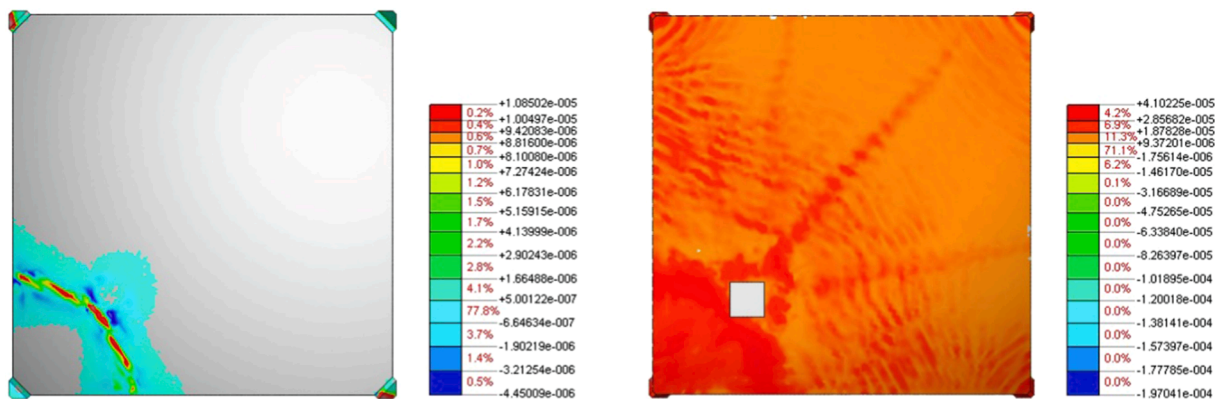 +1.08502e-005
0.2%
+1.00497e-005
0.4%
+9.42083e-006
0.6%
+8.81600e-006
0.7%
+8.10080e-006
1.0%
+7.27424e-006
1.2%
+6.17831e-006
1.5%
+5.15915e-006
1.7%
+4.13999e-006
2.2%
+2.90243e-006
2.8%
+1.66488e-006
4.1%
+5.00122e-007
77.8%
-6.64634e-007
3.7%
-1.90219e-006
1.4%
-3.21254e-006
0.5%
-4.45009e-006
+4.10225e-005
4.2%
+2.85682e-005
6.9%
+1.87828e-005
11.3%
+9.37201e-006
71.1%
-1.75614e-006
6.2%
-1.46170e-005
0.1%
-3.16689e-005
0.0%
-4.75265e-005
0.0%
-6.33840e-005
0.0%
-8.26397e-005
0.0%
-1.01895e-004
0.0%
-1.20018e-004
0.0%
-1.38141e-004
0.0%
-1.57397e-004
0.0%
-1.77785e-004
0.0%
-1.97041e-004